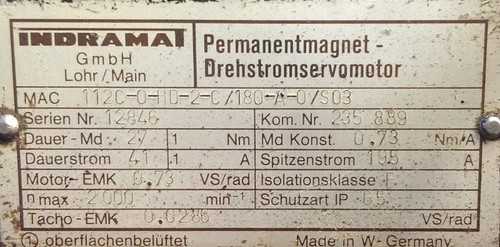 INDRAMAT
GmbH
Lohr/Main
Permanentmagnet-
Drehstromservomotor
MAC 112C-0-HD-2-C/180-A-0/S03
Serien Nr. 12846 Kom. Nr. 235 889
Dauer-Md 27 1 Nm Md Konst. 0.73 Nm/A
Dauerstrom 41 1 A Spitzenstrom 195 A
Motor-EMK 0.73 VS/rad Isolationsklasse F
n max 2000 min⁻¹ Schutzart IP 65
Tacho-EMK 0.0286 VS/rad
① oberflächenbelüftet Made in W-Germany